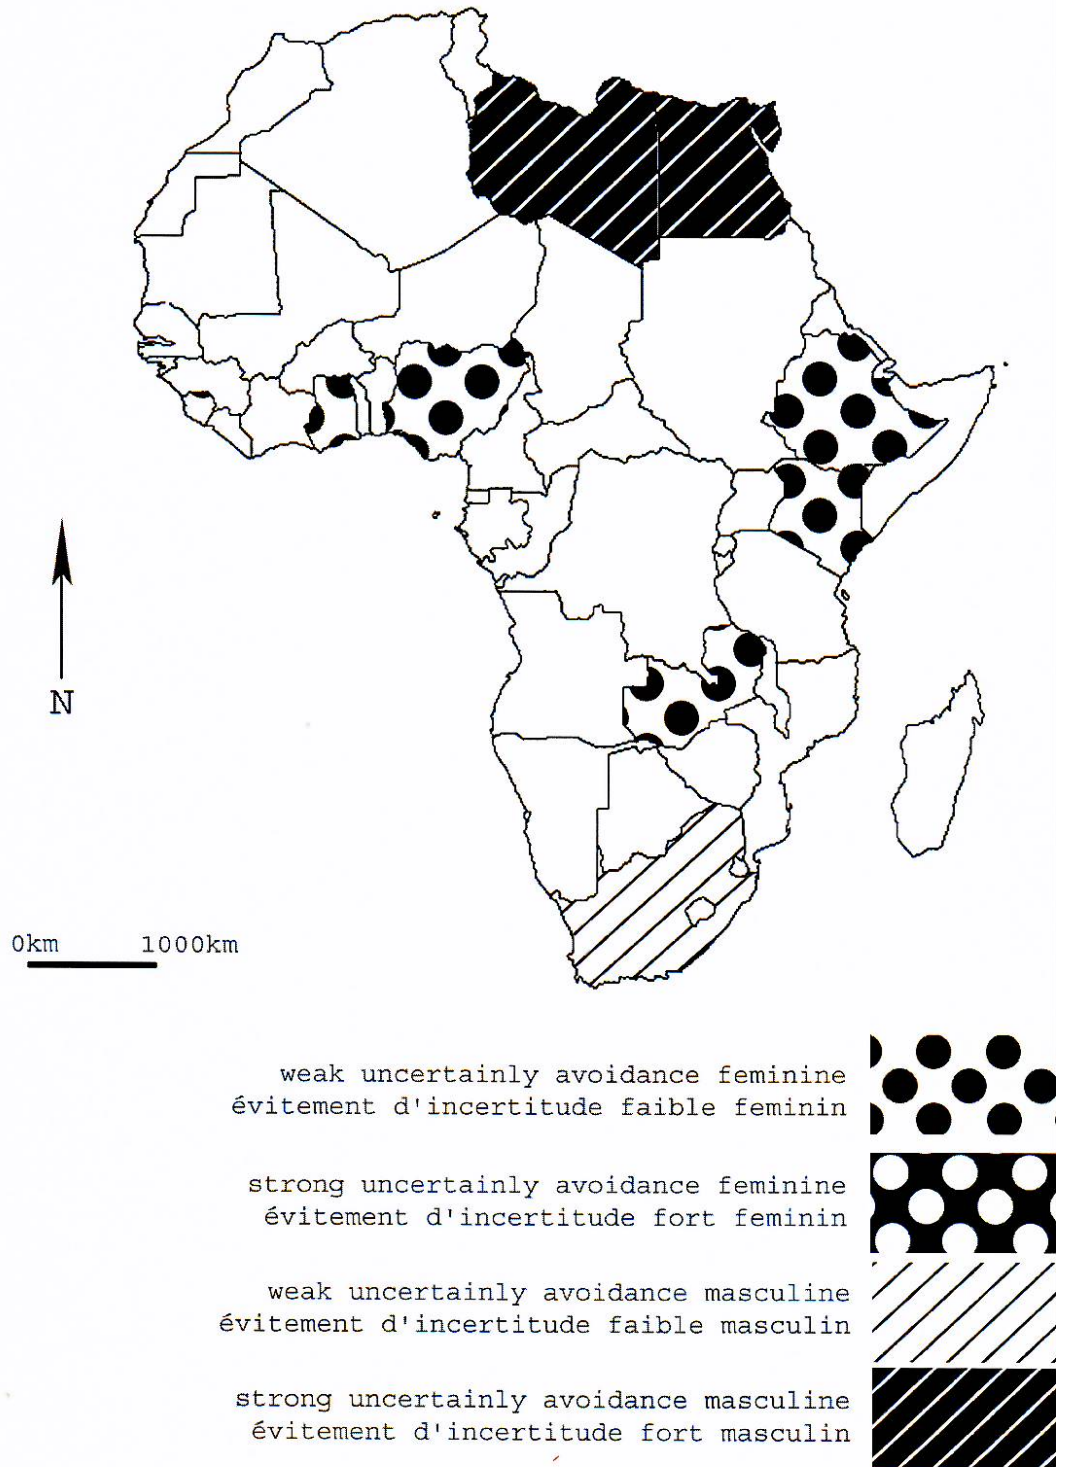 N
0km 1000km
weak uncertainly avoidance feminine
évitement d'incertitude faible feminin
strong uncertainly avoidance feminine
évitement d'incertitude fort feminin
weak uncertainly avoidance masculine
évitement d'incertitude faible masculin
strong uncertainly avoidance masculine
évitement d'incertitude fort masculin